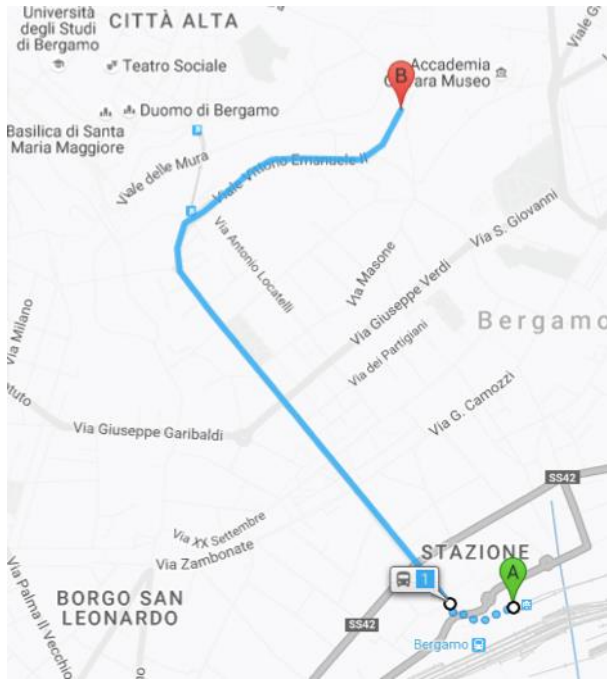 Università
degli Studi
di Bergamo
CITTÀ ALTA
Teatro Sociale
Duomo di Bergamo
Basilica di Santa
Maria Maggiore
B
Accademia
Museo
Viale G.
P
Viale delle Mura
Viale Vittorio Emanuele II
P
Via Antonio Locatelli
Via S. Giovanni
Via Masone
Via Giuseppe Verdi
Via Milano
Bergamo
Via dei Partigiani
Via G. Camozzi
Via Giuseppe Garibaldi
SS42
Via XX Settembre
Via Zambonate
STAZIONE
A
1
Via Palma Il Vecchio
BORGO SAN
LEONARDO
SS42
Bergamo